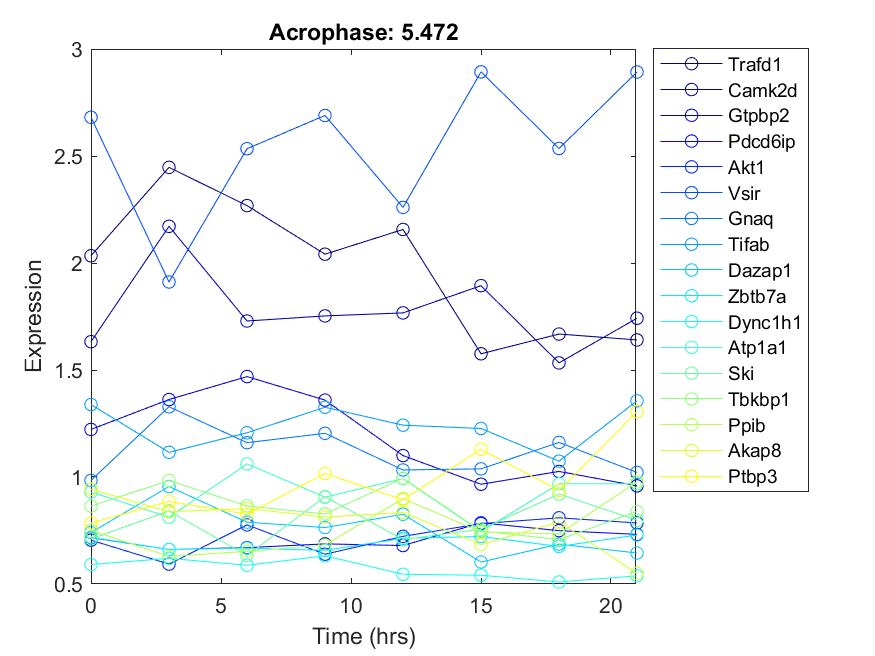 Acrophase: 5.472
3
2.5
2
1.5
1
0.5
Expression
0
5
10
15
20
Time (hrs)
Trafd1
Camk2d
Gtpbp2
Pdcd6ip
Akt1
Vsir
Gnaq
Tifab
Dazap1
Zbtb7a
Dync1h1
Atp1a1
Ski
Tbkbp1
Ppib
Akap8
Ptbp3